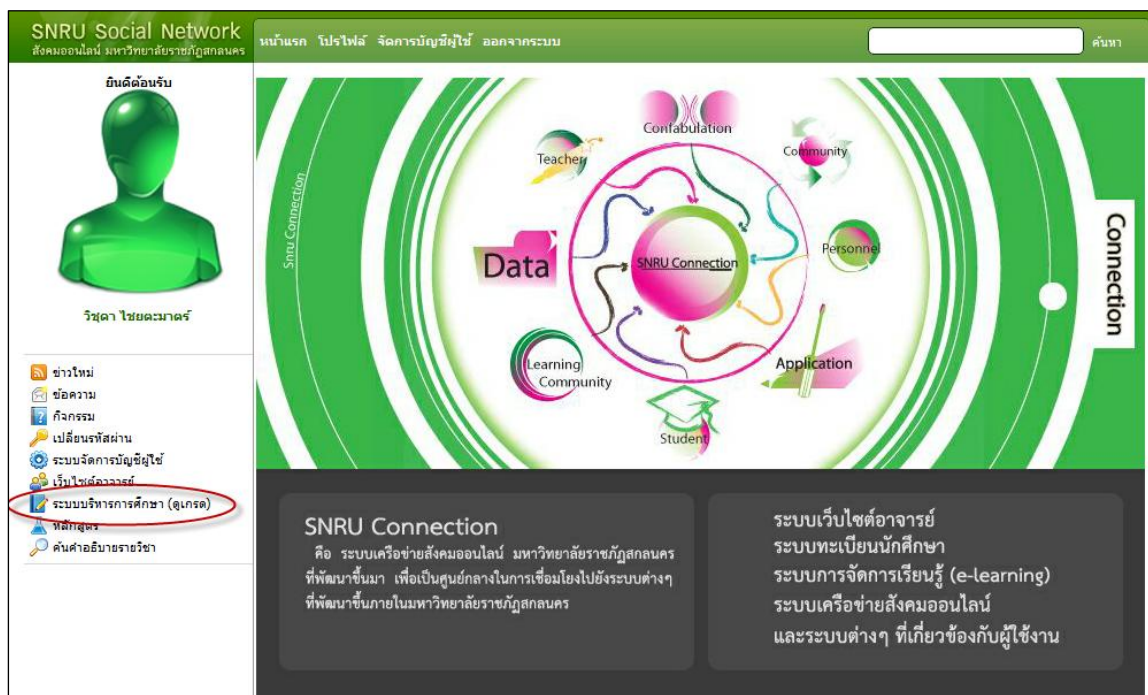 SNRU Social Network
สังคมออนไลน์ มหาวิทยาลัยราชภัฏสกลนคร
หน้าแรก โปรไฟล์ จัดการบัญชีผู้ใช้ ออกจากระบบ
ค้นหา
ยินดีต้อนรับ
วิชุดา ไชยตะมาตร์
ข่าวใหม่
ข้อความ
กิจกรรม
เปลี่ยนรหัสผ่าน
ระบบจัดการบัญชีผู้ใช้
เว็บไซต์อาจารย์
ระบบบริหารการศึกษา (ดูเกรด)
หลักสูตร
ค้นคำอธิบายรายวิชา
Snru Connection
Confabulation
Teacher
Community
Data
SNRU Connection
Personnel
Learning
Community
Application
Student
Connection
SNRU Connection
คือ ระบบเครือข่ายสังคมออนไลน์ มหาวิทยาลัยราชภัฏสกลนคร
ที่พัฒนาขึ้นมา เพื่อเป็นศูนย์กลางในการเชื่อมโยงไปยังระบบต่างๆ
ที่พัฒนาขึ้นภายในมหาวิทยาลัยราชภัฏสกลนคร
ระบบเว็บไซต์อาจารย์
ระบบทะเบียนนักศึกษา
ระบบการจัดการเรียนรู้ (e-learning)
ระบบเครือข่ายสังคมออนไลน์
และระบบต่างๆ ที่เกี่ยวข้องกับผู้ใช้งาน